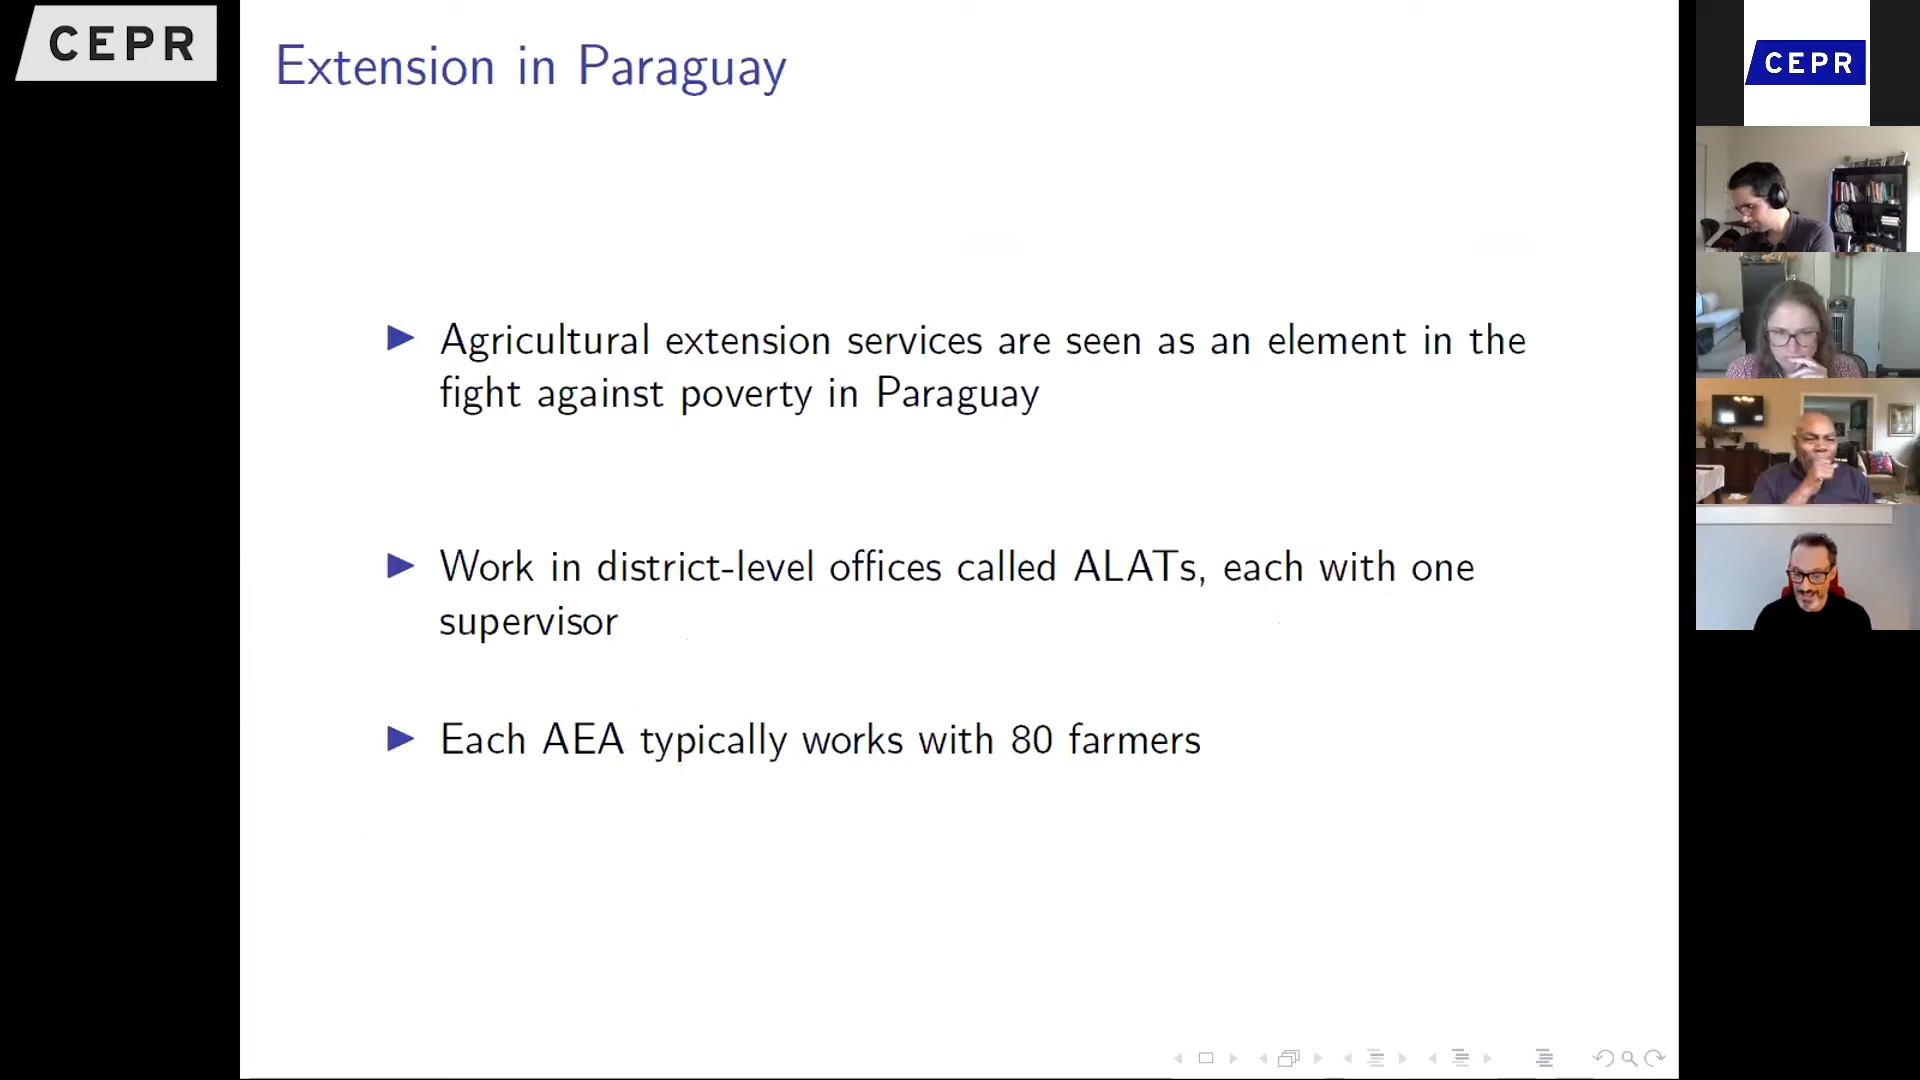 CEPR
Extension in Paraguay
Agricultural extension services are seen as an element in the
fight against poverty in Paraguay
Work in district-level offices called ALATs, each with one
supervisor
Each AEA typically works with 80 farmers
CEPR